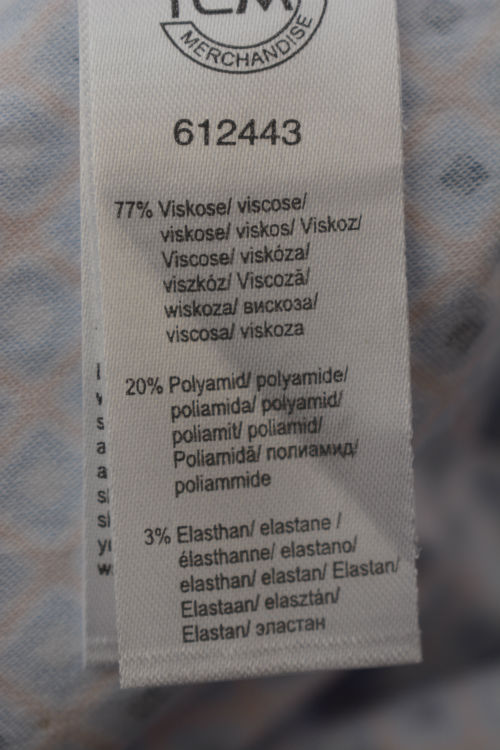 TCM
MERCHANDISE
612443
77% Viskose/ viscose/
viskose/ viskos/ Viskoz/
Viscose/ viskóza/
viszkóz/ Viscoză/
wiskoza/ вискоза/
viscosa/ viskoza
20% Polyamid/ polyamide/
poliamida/ polyamid/
poliamit/ poliamid/
Poliamidă/ полиамид/
poliammide
3% Elasthan/ elastane /
élasthanne/ elastano/
elasthan/ elastan/ Elastan/
Elastaan/ elasztán/
Elastan/ эластан